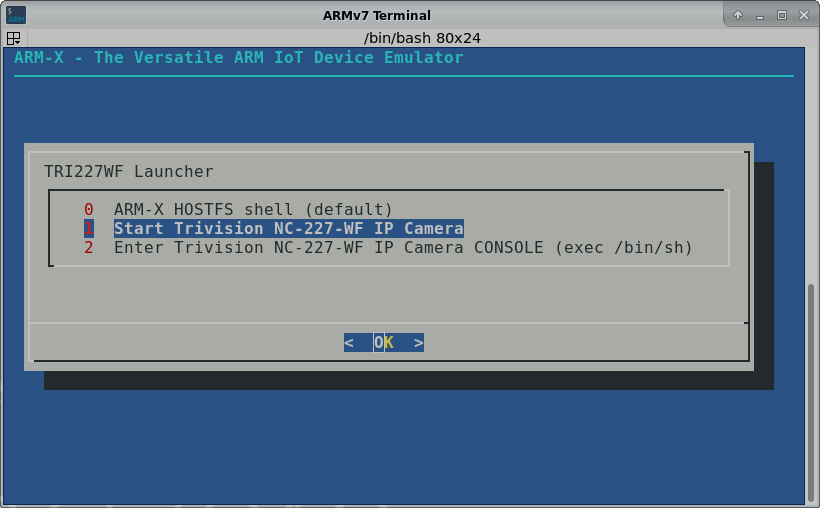 S
ARM
ARMv7 Terminal
/bin/bash 80x24
ARM-X - The Versatile ARM IoT Device Emulator
TRI227WF Launcher
0 ARM-X HOSTFS shell (default)
1 Start Trivision NC-227-WF IP Camera
2 Enter Trivision NC-227-WF IP Camera CONSOLE (exec /bin/sh)
< OK >